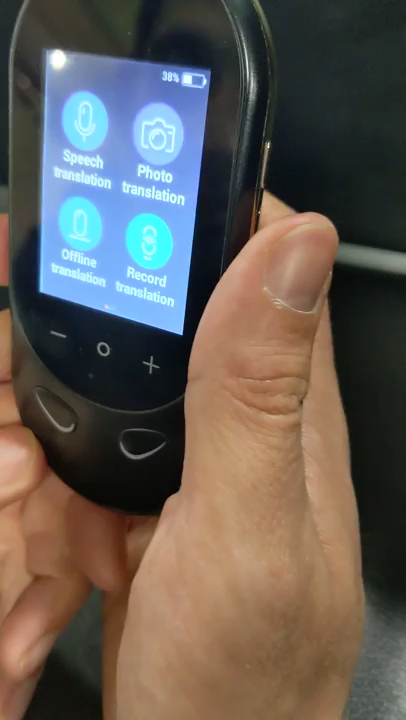 38%
Speech
translation
Photo
translation
Offline
translation
Record
translation